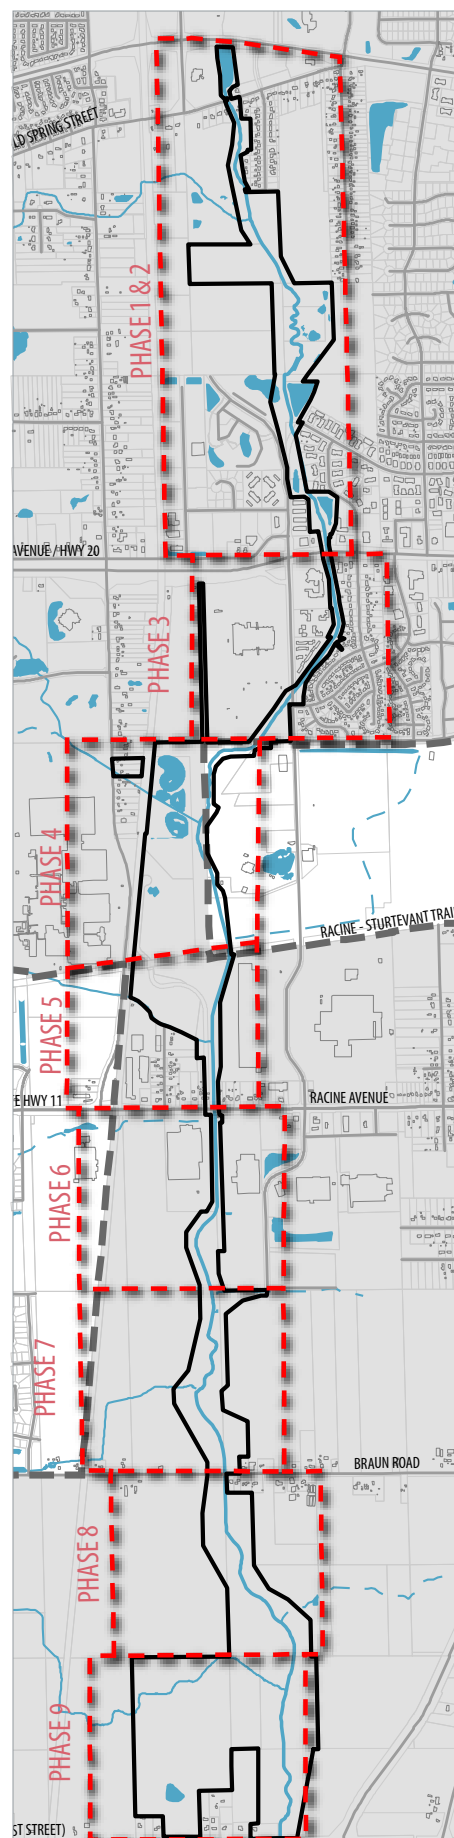 LD SPRING STREET
PHASE 1 & 2
AVENUE / HWY 20
PHASE 3
PHASE 4
RACINE - STURTEVANT TRAI
PHASE 5
E HWY 11
RACINE AVENUE
PHASE 6
PHASE 7
BRAUN ROAD
PHASE 8
PHASE 9
ST STREET)